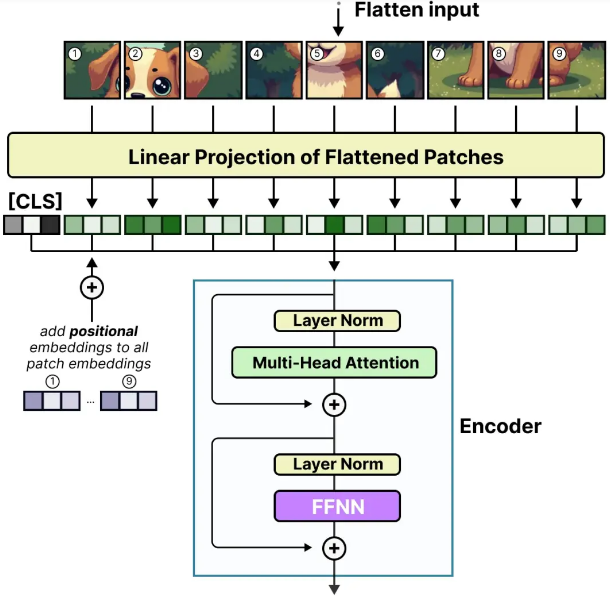 Flatten input
1 2 3 4 5 6 7 8 9
Linear Projection of Flattened Patches
[CLS]
+
add positional
embeddings to all
patch embeddings
1 9
...
Layer Norm
Multi-Head Attention
+
Encoder
Layer Norm
FFNN
+